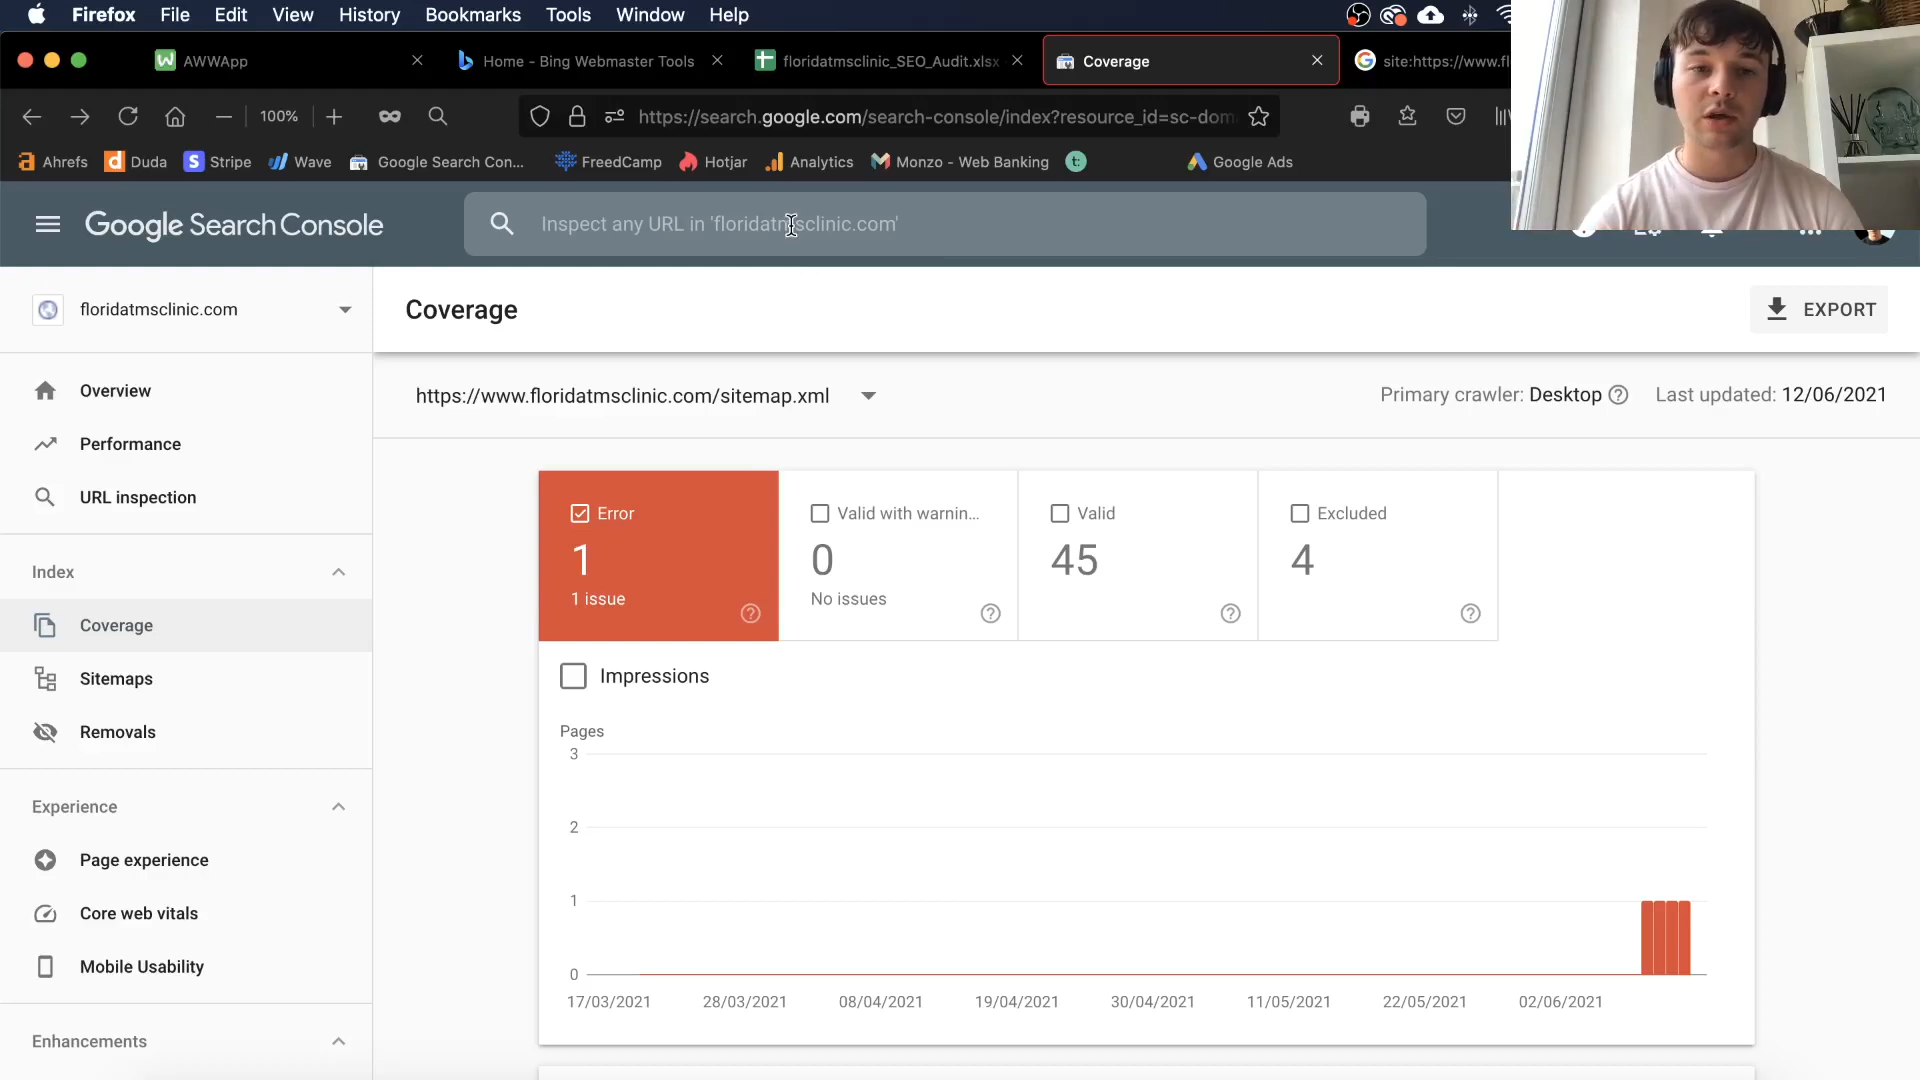 Firefox File Edit View History Bookmarks Tools Window Help
AWWApp
Home - Bing Webmaster Tools
floridatmsclinic_SEO_Audit.xlsx
Coverage
site:https://www.fl
100%
https://search.google.com/search-console/index?resource_id=sc-dom
Ahrefs
Duda
Stripe
Wave
Google Search Con...
FreedCamp
Hotjar
Analytics
Monzo - Web Banking
Google Ads
Google Search Console
Inspect any URL in 'floridatmsclinic.com'
floridatmsclinic.com
Coverage
EXPORT
https://www.floridatmsclinic.com/sitemap.xml
Primary crawler: Desktop
Last updated: 12/06/2021
Overview
Performance
URL inspection
Index
Coverage
Sitemaps
Removals
Experience
Page experience
Core web vitals
Mobile Usability
Enhancements
Error
1
1 issue
Valid with warnin...
0
No issues
Valid
45
Excluded
4
Impressions
Pages
3
2
1
0
17/03/2021 28/03/2021 08/04/2021 19/04/2021 30/04/2021 11/05/2021 22/05/2021 02/06/2021